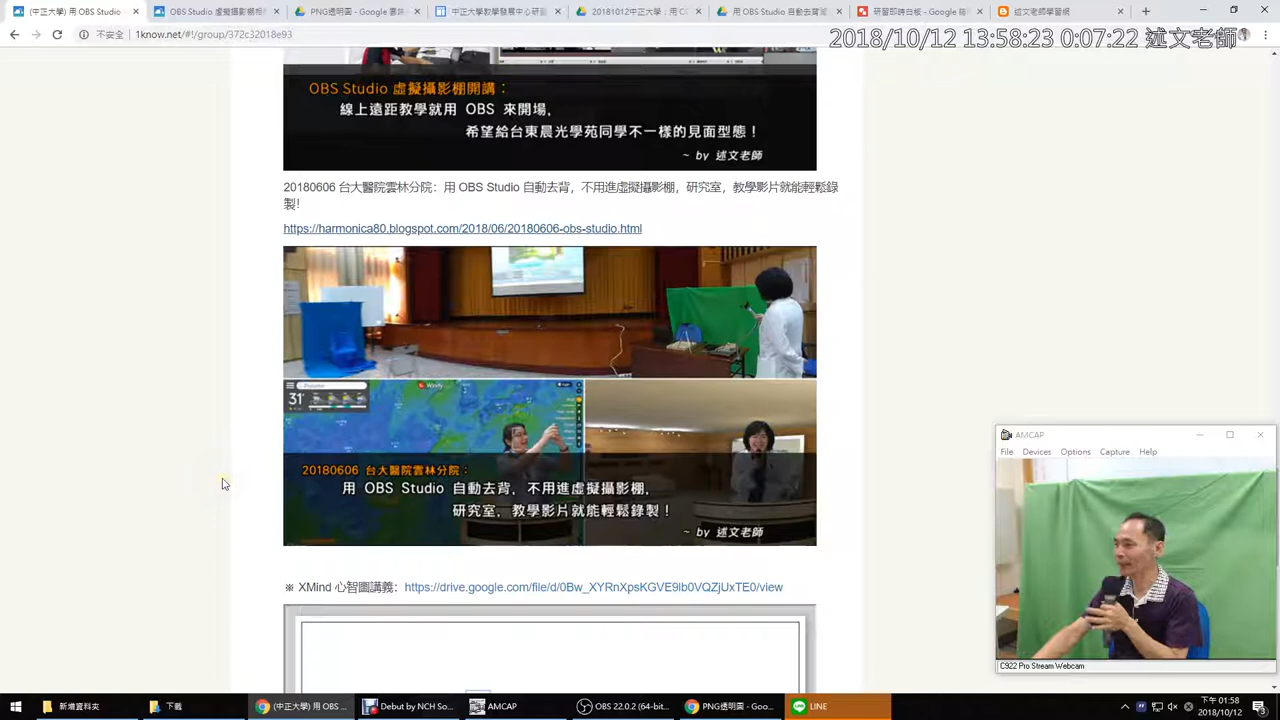 (中正大學) 用 OBS Studio
OBS Studio 虛擬攝影棚相
PNG透明圖 - Google 雲端
中正大學教學發展中心研習
20181012中正大學：用 O
用 OBS Studio 自動去背
研習即時白板 - Google
述文老師學習網
不安全
1know.net/#!/group/372c32018e93
2018/10/12 13:58:23 0:07:22 述文老師
OBS Studio 虛擬攝影棚開講：
線上遠距教學就用 OBS 來開場,
希望給台東晨光學苑同學不一樣的見面型態！
~ by 述文老師
20180606 台大醫院雲林分院：用 OBS Studio 自動去背，不用進虛擬攝影棚，研究室，教學影片就能輕鬆錄
製！
https://harmonica80.blogspot.com/2018/06/20180606-obs-studio.html
31°
Windy
20180606 台大醫院雲林分院：
用 OBS Studio 自動去背, 不用進虛擬攝影棚,
研究室, 教學影片就能輕鬆錄製！
~ by 述文老師
AMCAP
File Devices Options Capture Help
C922 Pro Stream Webcam
※ XMind 心智圖講義：https://drive.google.com/file/d/0Bw_XYRnXpsKGVE9lb0VQZjUxTE0/view
新增資
下載
(中正大學) 用 OBS ...
Debut by NCH So...
AMCAP
OBS 22.0.2 (64-bit...
PNG透明圖 - Goo...
LINE
下午 01:58
2018/10/12